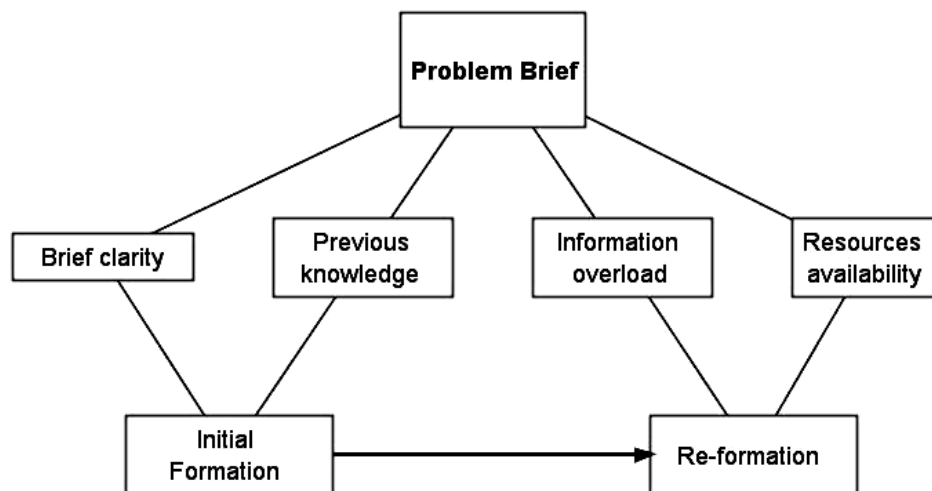 Problem Brief
Brief clarity
Previous
knowledge
Information
overload
Resources
availability
Initial
Formation
Re-formation